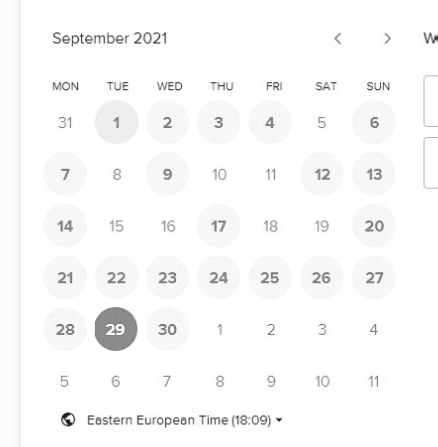 September 2021
MON TUE WED THU FRI SAT SUN
31 1 2 3 4 5 6
7 8 9 10 11 12 13
14 15 16 17 18 19 20
21 22 23 24 25 26 27
28 29 30 1 2 3 4
5 6 7 8 9 10 11
Eastern European Time (18:09)